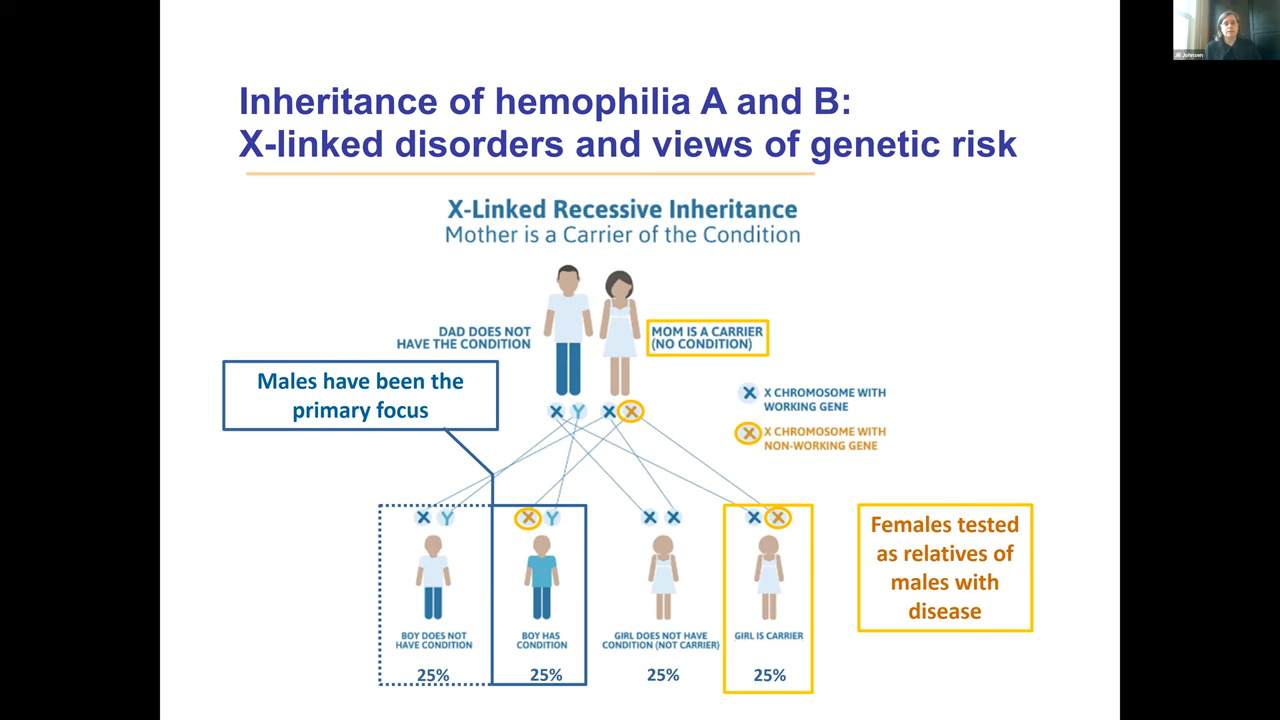 Jill Johnsen
Inheritance of hemophilia A and B:
X-linked disorders and views of genetic risk
X-Linked Recessive Inheritance
Mother is a Carrier of the Condition
DAD DOES NOT
HAVE THE CONDITION
MOM IS A CARRIER
(NO CONDITION)
Males have been the
primary focus
X CHROMOSOME WITH
WORKING GENE
X CHROMOSOME WITH
NON-WORKING GENE
X Y X X
X Y X Y X X X X
Females tested
as relatives of
males with
disease
BOY DOES NOT
HAVE CONDITION
BOY HAS
CONDITION
GIRL DOES NOT HAVE
CONDITION (NOT CARRIER)
GIRL IS CARRIER
25% 25% 25% 25%